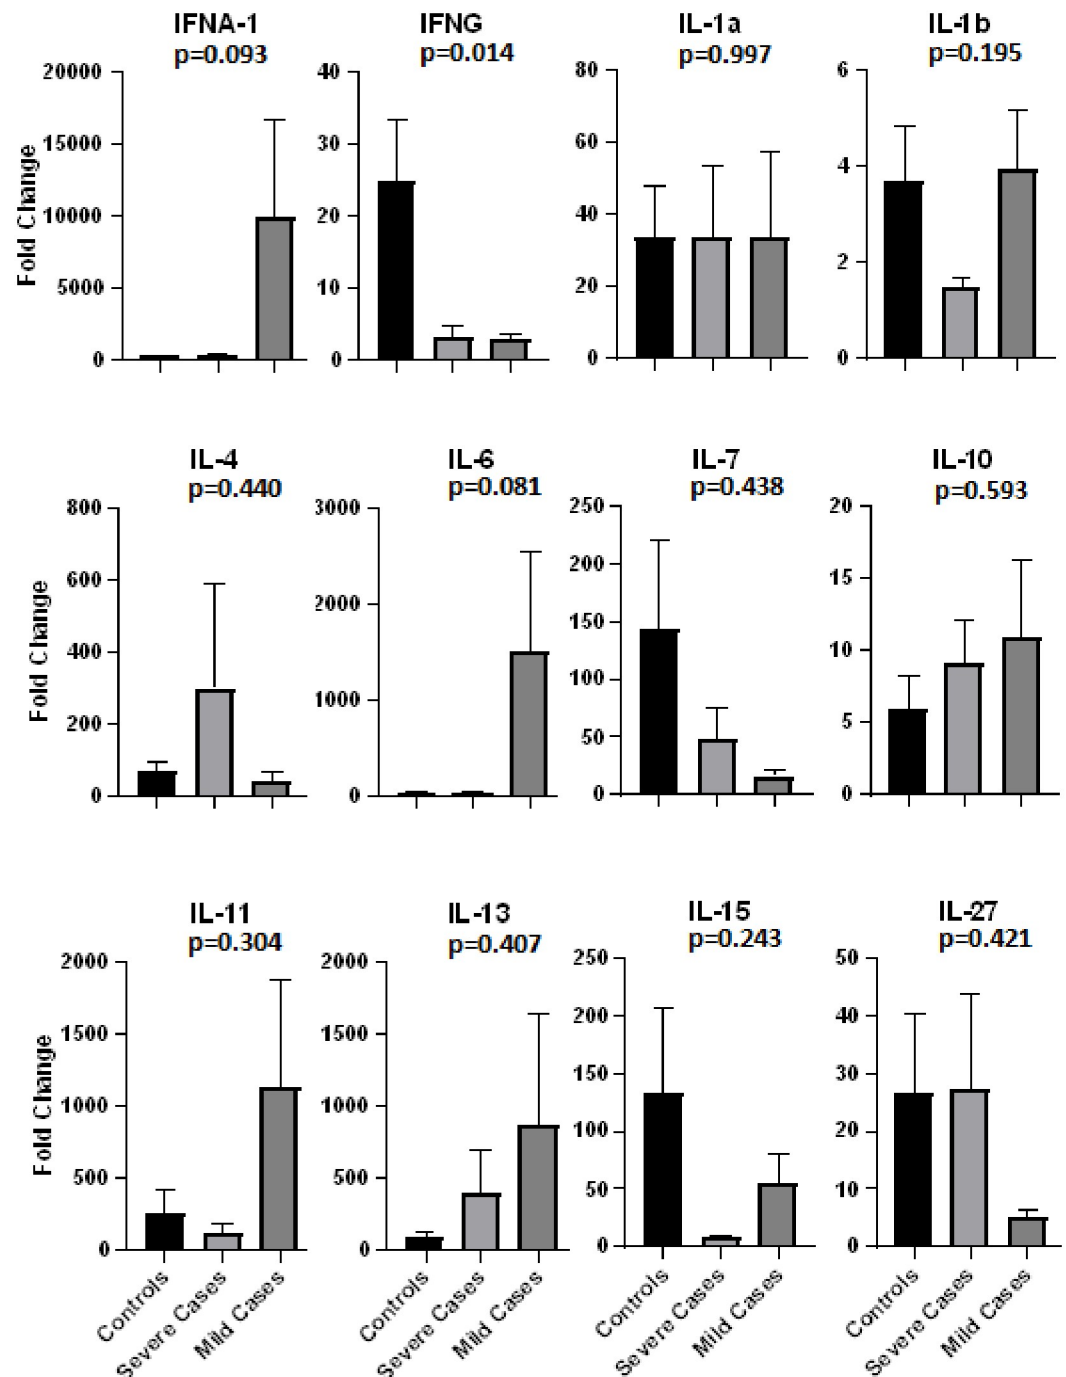 IFNA-1
p=0.093
IFNG
p=0.014
IL-1a
p=0.997
IL-1b
p=0.195
Fold Change
20000
15000
10000
5000
0
40
30
20
10
0
80
60
40
20
0
6
4
2
0
IL-4
p=0.440
IL-6
p=0.081
IL-7
p=0.438
IL-10
p=0.593
Fold Change
800
600
400
200
0
3000
2000
1000
0
250
200
150
100
50
0
20
15
10
5
0
IL-11
p=0.304
IL-13
p=0.407
IL-15
p=0.243
IL-27
p=0.421
Fold Change
2000
1500
1000
500
0
2000
1500
1000
500
0
250
200
150
100
50
0
50
40
30
20
10
0
Controls
Severe Cases
Mild Cases
Controls
Severe Cases
Mild Cases
Controls
Severe Cases
Mild Cases
Controls
Severe Cases
Mild Cases